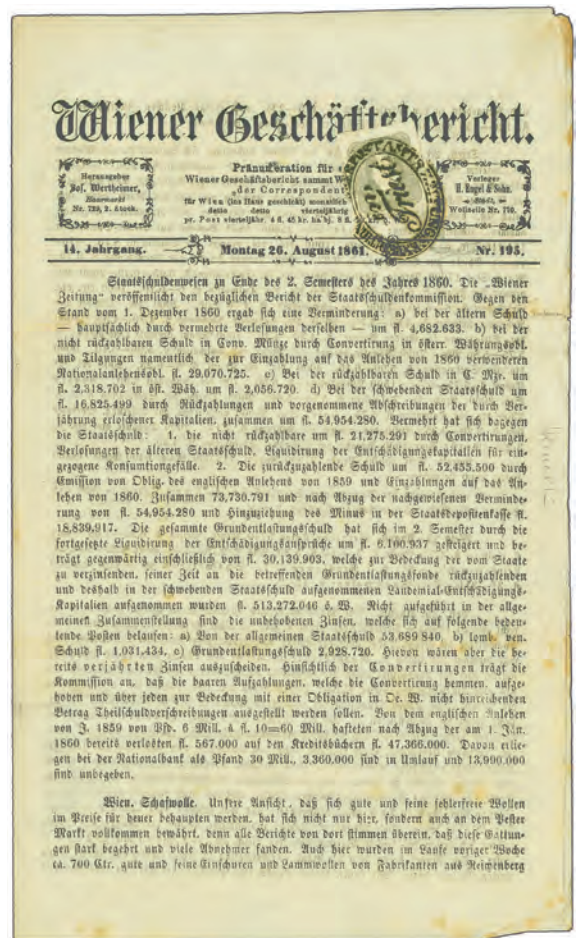 Wiener Geschäftsbericht.
Herausgeber
Jos. Wertheimer,
Haarmarkt
Nr. 728, 2. Stock.
Pränumeration für
Wiener Geschäftsbericht sammt
„der Correspondent
für Wien (ins Haus geschickt) monatlich
detto detto vierteljährig
pr. Post vierteljähr. 4 fl. 45 kr. halbj. 8 fl.
Verleger
U. Engel & Sohn.
Stadt,
Wollzeile Nr. 776.
14. Jahrgang.
Montag 26. August 1861.
Nr. 195.
Staatsschuldenwesen zu Ende des 2. Semesters des Jahres 1860. Die „Wiener
Zeitung“ veröffentlicht den bezüglichen Bericht der Staatsschuldenkommission. Gegen den
Stand vom 1. Dezember 1860 ergab sich eine Verminderung: a) bei der ältern Schuld
— hauptsächlich durch vermehrte Verlosungen derselben — um fl. 4,682.633. b) bei der
nicht rückzahlbaren Schuld in Conv. Münze durch Convertirung in österr. Währungsobl.
und Tilgungen namentlich der zur Einzahlung auf das Anlehen von 1860 verwendeten
Nationalanlehensobl. fl. 29,070.725. c) Bei der rückzahlbaren Schuld in C. Mze. um
fl. 2,318.702 in öst. Wäh. um fl. 2,056.720. d) Bei der schwebenden Staatsschuld um
fl. 16,825.499 durch Rückzahlungen und vorgenommene Abschreibungen der durch Ver-
jährung erloschener Kapitalien, zusammen um fl. 54,954.280. Vermehrt hat sich dagegen
die Staatsschuld: 1. die nicht rückzahlbare um fl. 21,275.291 durch Convertirungen,
Verlosungen der älteren Staatsschuld, Liquidirung der Entschädigungskapitalien für ein-
gezogene Konsumtiongefälle. 2. Die zurückzuzahlende Schuld um fl. 52,455.500 durch
Emission von Oblig. des englischen Anlehens von 1859 und Einzahlungen auf das An-
lehen von 1860. Zusammen 73,730.791 und nach Abzug der nachgewiesenen Verminde-
rung von fl. 54,954.280 und Hinzuziehung des Minus in der Staatsdepositenkasse fl.
18,839.917. Die gesammte Grundentlastungsschuld hat sich im 2. Semester durch die
fortgesetzte Liquidirung der Entschädigungsansprüche um fl. 6,100.937 gesteigert und be-
trägt gegenwärtig einschließlich von fl. 30,139.903, welche zur Bedeckung der vom Staate
zu verzinsenden, seiner Zeit an die betreffenden Grundentlastungsfonde rückzuzahlenden
und deshalb in der schwebenden Staatsschuld aufgenommenen Laudemial-Entschädigungs-
Kapitalien aufgenommen wurden fl. 513,272.046 ö. W. Nicht aufgeführt in der allge-
meinen Zusammenstellung sind die unbehobenen Zinsen, welche sich auf folgende bedeu-
tende Posten belaufen: a) Von der allgemeinen Staatsschuld 53,689 840, b) lomb. ven.
Schuld fl. 1,031.434, c) Grundentlastungsschuld 2,928.720. Hievon wären aber die be-
reits verjährten Zinsen auszuscheiden. Hinsichtlich der Convertirungen trägt die
Kommission an, daß die baaren Aufzahlungen, welche die Convertirung hemmen, aufge-
hoben und über jeden zur Bedeckung mit einer Obligation in Oe. W. nicht hinreichenden
Betrag Theilschuldverschreibungen ausgestellt werden sollen. Von dem englischen Anlehen
von J. 1859 von Pfd. 6 Mill. à fl. 10=60 Mill. hafteten nach Abzug der am 1. Jän.
1860 bereits verlosten fl. 567.000 auf den Kreditsbüchern fl. 47,366.000. Davon erlie-
gen bei der Nationalbank als Pfand 30 Mill., 3,360.000 sind in Umlauf und 13,990.000
sind unbegeben.
Wien. Schafwolle. Unsre Ansicht, daß sich gute und feine fehlerfreie Wollen
im Preise für heuer behaupten werden, hat sich nicht nur hier, sondern auch an dem Pester
Markt vollkommen bewährt, denn alle Berichte von dort stimmen überein, daß diese Gattun-
gen stark begehrt und viele Abnehmer fanden. Auch hier wurden im Laufe voriger Woche
ca. 700 Ctr. gute und feine Einschuren und Lammwollen von Fabrikanten aus Reichenberg